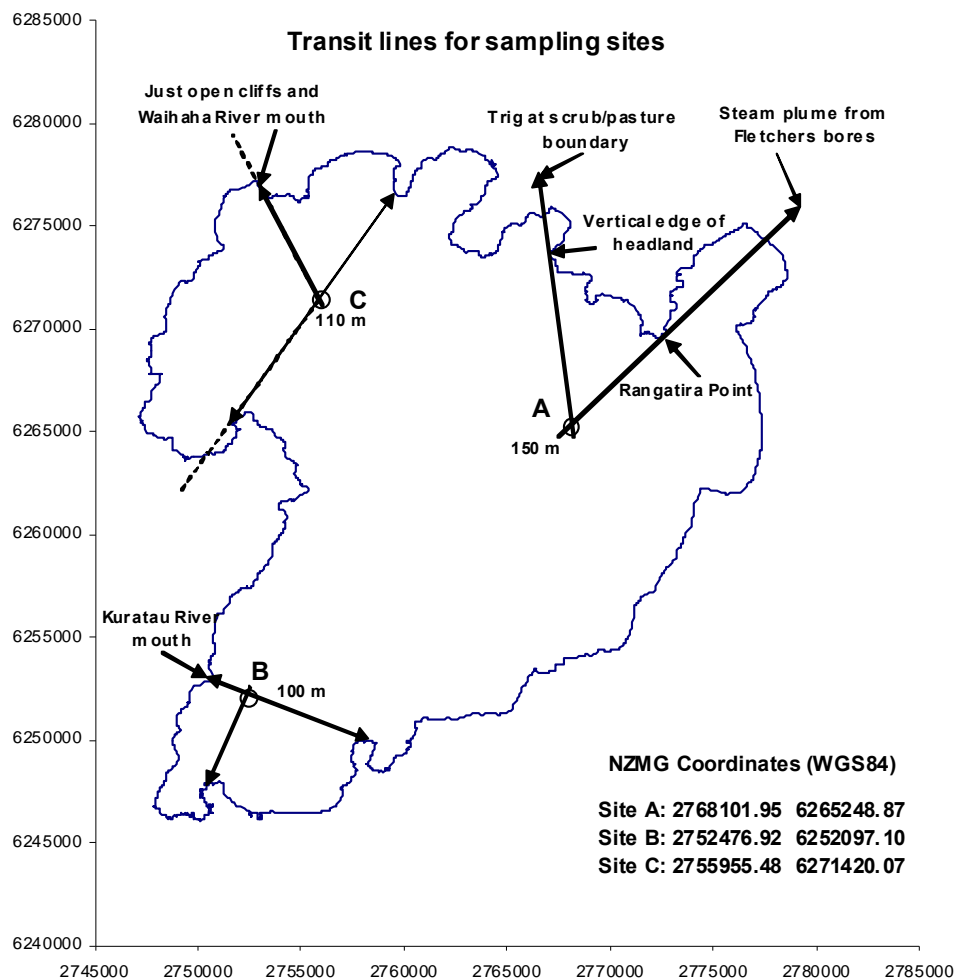 Transit lines for sampling sites
6285000
6280000
6275000
6270000
6265000
6260000
6255000
6250000
6245000
6240000
Just open cliffs and
Waihaha River mouth
Trig at scrub/pasture
boundary
Steam plume from
Fletchers bores
Vertical edge of
headland
C
110 m
Rangatira Point
A
150 m
Kuratau River
mouth
B
100 m
NZMG Coordinates (WGS84)
Site A: 2768101.95 6265248.87
Site B: 2752476.92 6252097.10
Site C: 2755955.48 6271420.07
2745000 2750000 2755000 2760000 2765000 2770000 2775000 2780000 2785000